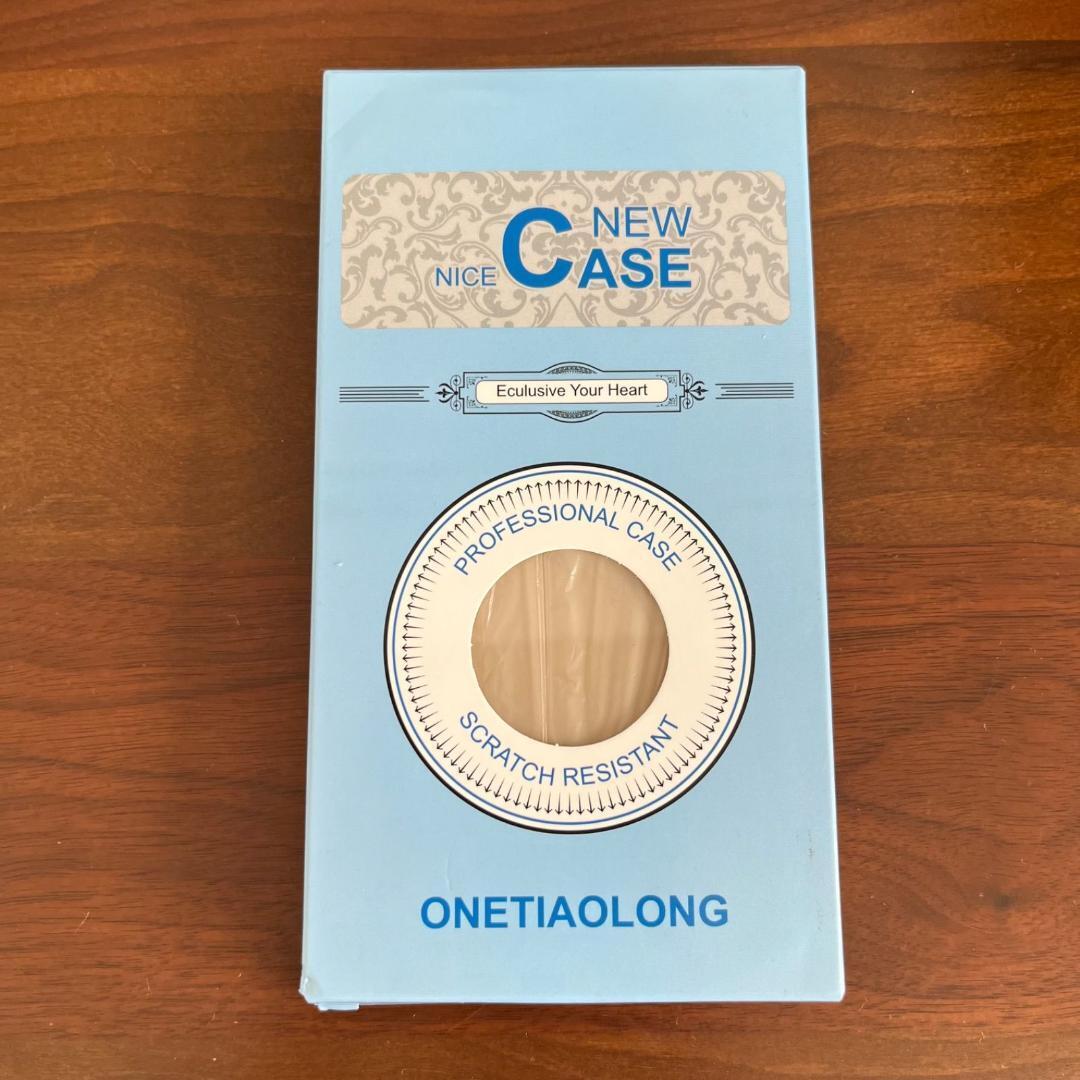 NEW
NICE CASE
Eculusive Your Heart
PROFESSIONAL CASE
SCRATCH RESISTANT
ONETIAOLONG